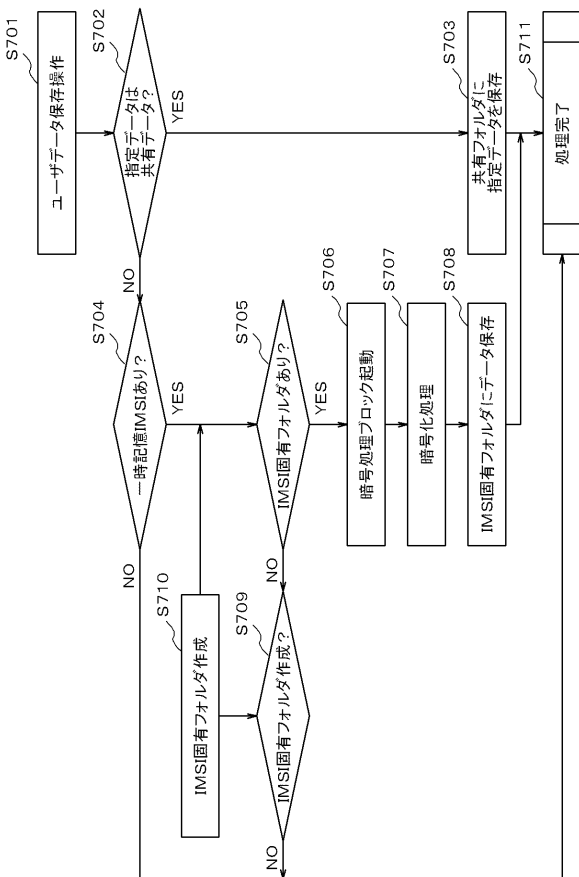 S701
ユーザデータ保存操作
S702
指定データは
共有データ?
YES
NO
S703
共有フォルダに
指定データを保存
S711
処理完了
S704
一時記憶IMSIあり?
YES
NO
S705
IMSI固有フォルダあり?
YES
NO
S706
暗号処理ブロック起動
S707
暗号化処理
S708
IMSI固有フォルダにデータ保存
S709
IMSI固有フォルダ作成?
NO
S710
IMSI固有フォルダ作成